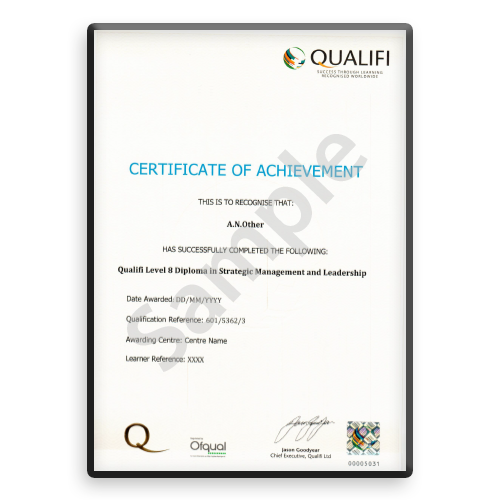 QUALIFI
SUCCESS THROUGH LEARNING
RECOGNISED WORLDWIDE
CERTIFICATE OF ACHIEVEMENT
THIS IS TO RECOGNISE THAT:
A.N.Other
HAS SUCCESSFULLY COMPLETED THE FOLLOWING:
Qualifi Level 8 Diploma in Strategic Management and Leadership
Sample
Date Awarded: DD/MM/YYYY
Qualification Reference: 601/5362/3
Awarding Centre: Centre Name
Learner Reference: XXXX
Q
Ofqual
Jason Goodyear
Chief Executive, Qualifi Ltd
00005031